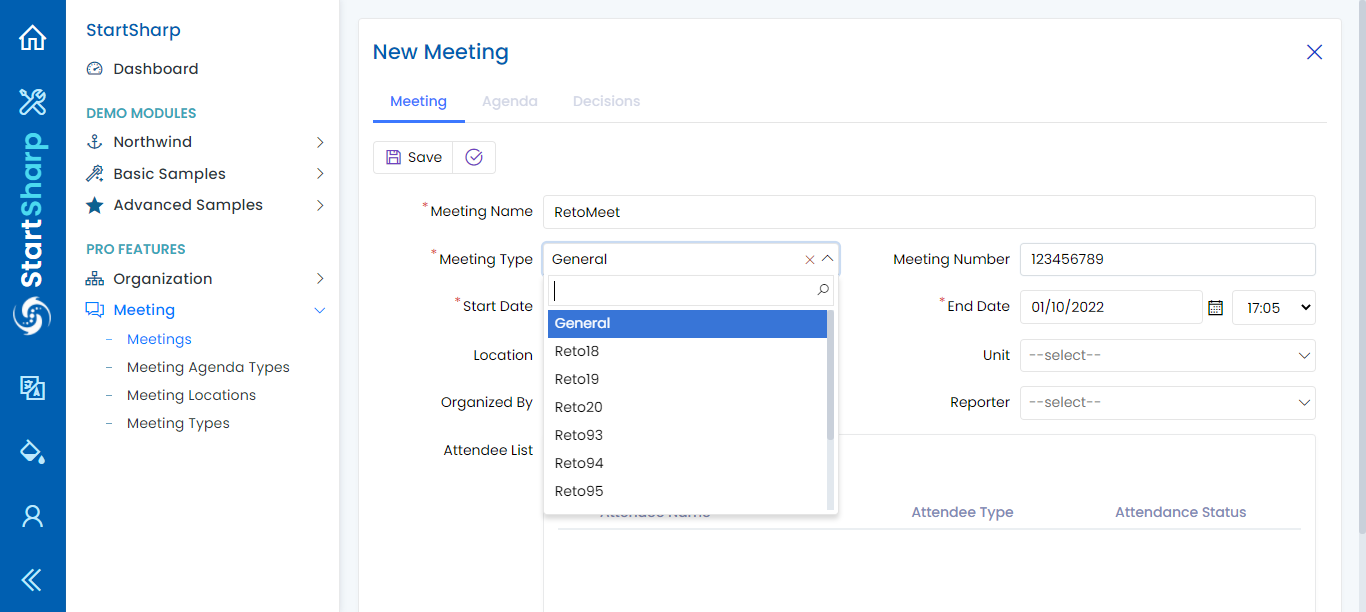 StartSharp
StartSharp
Dashboard
DEMO MODULES
Northwind
Basic Samples
Advanced Samples
PRO FEATURES
Organization
Meeting
Meetings
Meeting Agenda Types
Meeting Locations
Meeting Types
New Meeting
Meeting Agenda Decisions
Save
*Meeting Name RetoMeet
*Meeting Type General Meeting Number 123456789
*Start Date *End Date 01/10/2022 17:05
General
Reto18
Location Unit --select--
Reto19
Organized By Reporter --select--
Reto20
Reto93
Attendee List
Reto94
Reto95
Attendee Name Attendee Type Attendance Status